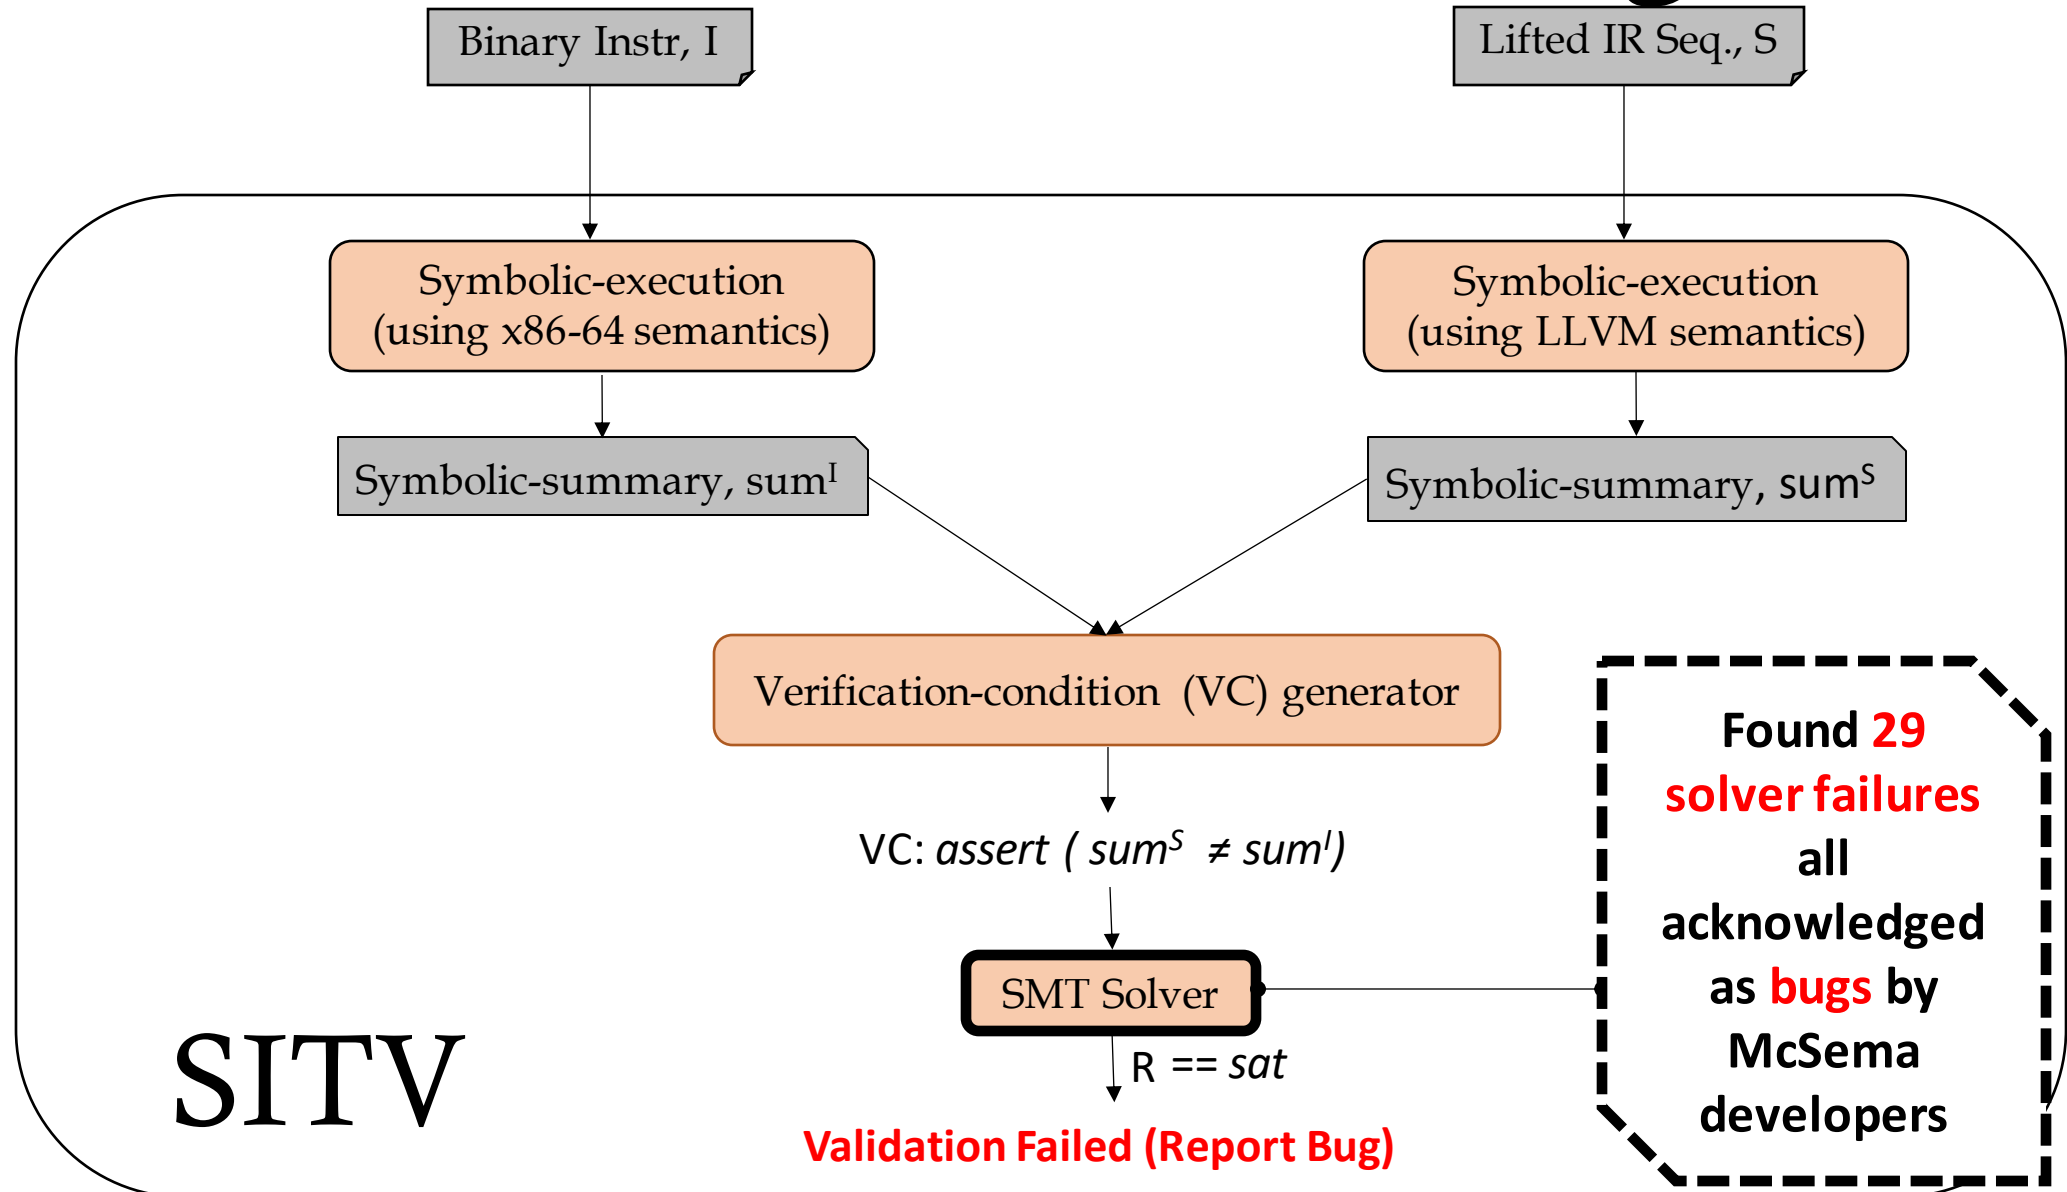 Binary Instr, I
Lifted IR Seq., S
Symbolic-execution
(using x86-64 semantics)
Symbolic-execution
(using LLVM semantics)
Symbolic-summary, sumᴵ
Symbolic-summary, sumˢ
Verification-condition (VC) generator
VC: assert ( sumˢ ≠ sumᴵ)
SMT Solver
R == sat
Validation Failed (Report Bug)
SITV
Found 29
solver failures
all
acknowledged
as bugs by
McSema
developers